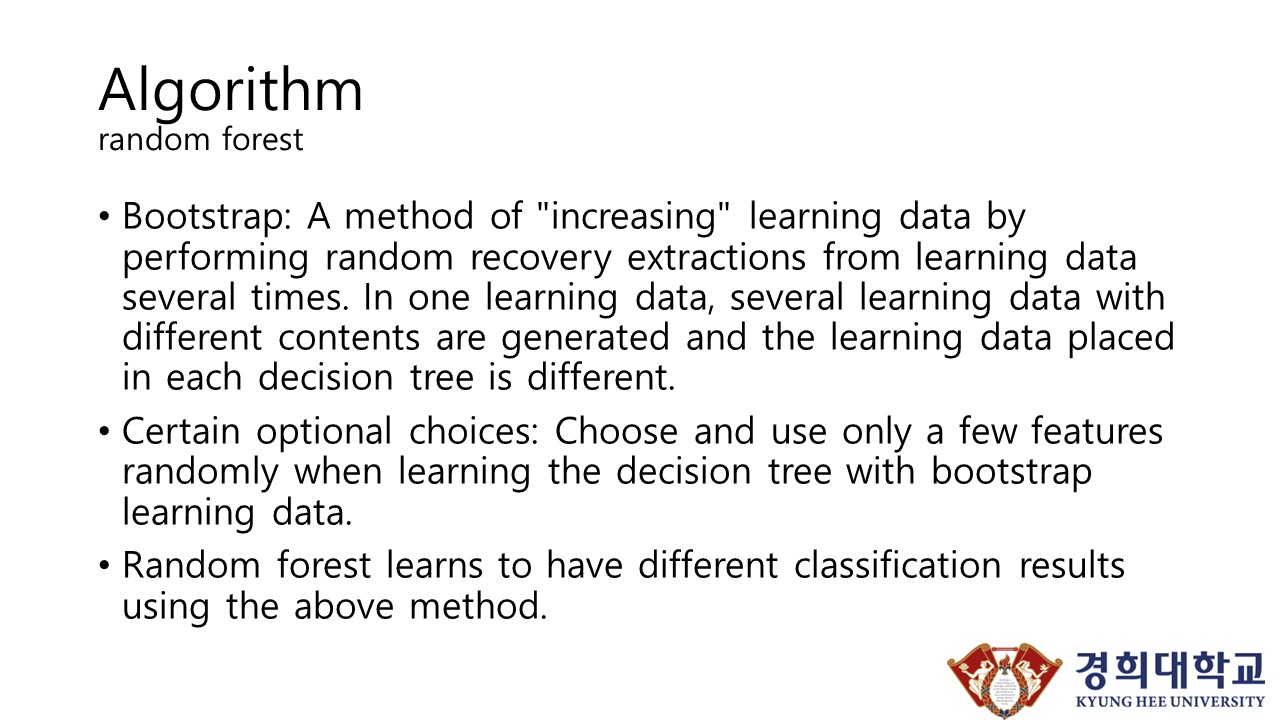 Algorithm
random forest
• Bootstrap: A method of "increasing" learning data by
performing random recovery extractions from learning data
several times. In one learning data, several learning data with
different contents are generated and the learning data placed
in each decision tree is different.
• Certain optional choices: Choose and use only a few features
randomly when learning the decision tree with bootstrap
learning data.
• Random forest learns to have different classification results
using the above method.
경희대학교
KYUNG HEE UNIVERSITY